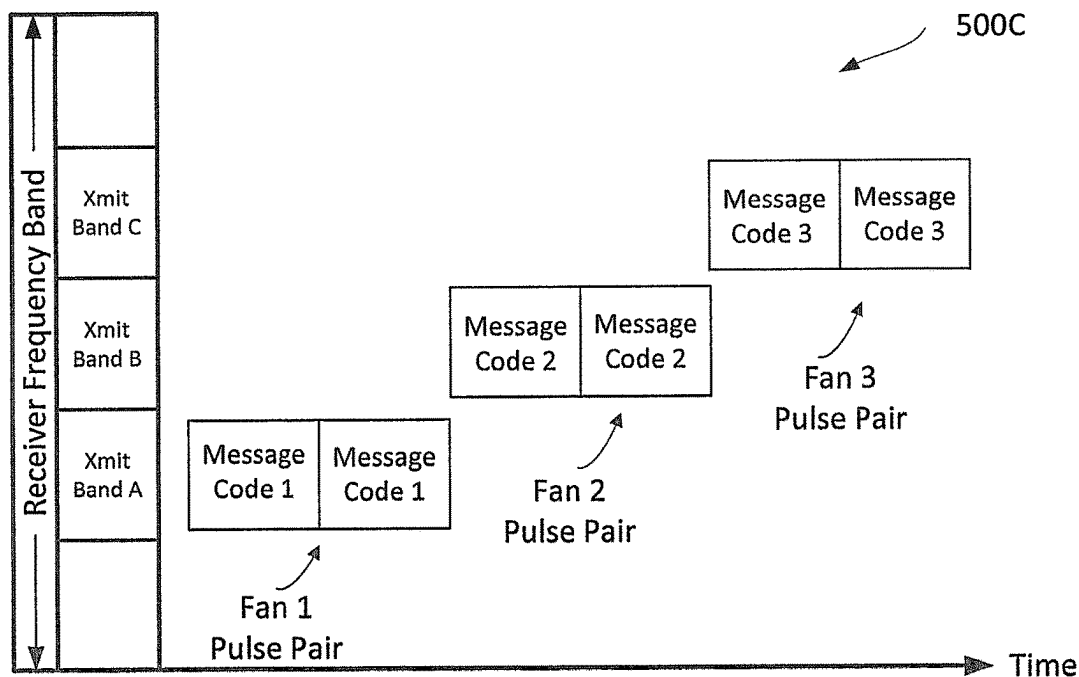 500C
Receiver Frequency Band
Xmit
Band C
Xmit
Band B
Xmit
Band A
Message
Code 3
Message
Code 3
Fan 3
Pulse Pair
Message
Code 2
Message
Code 2
Fan 2
Pulse Pair
Message
Code 1
Message
Code 1
Fan 1
Pulse Pair
Time